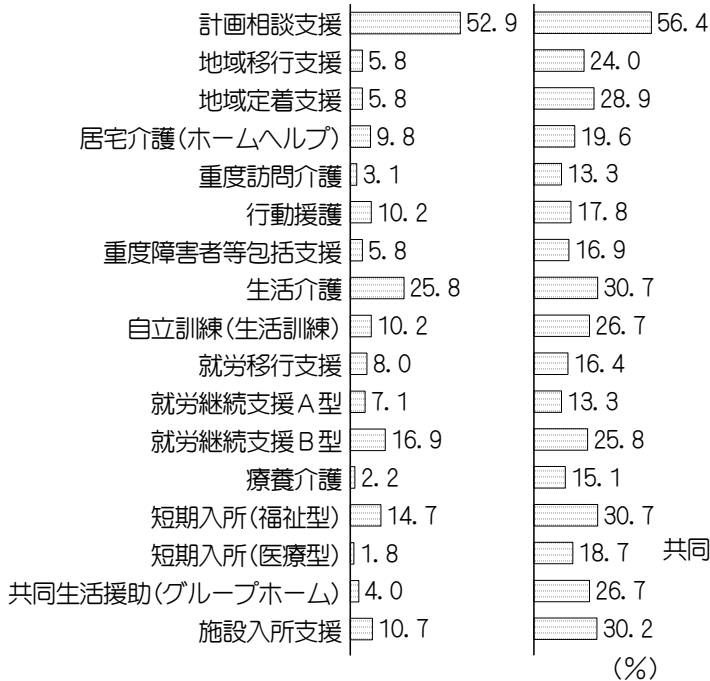 計画相談支援 52.9 56.4
地域移行支援 5.8 24.0
地域定着支援 5.8 28.9
居宅介護(ホームヘルプ) 9.8 19.6
重度訪問介護 3.1 13.3
行動援護 10.2 17.8
重度障害者等包括支援 5.8 16.9
生活介護 25.8 30.7
自立訓練(生活訓練) 10.2 26.7
就労移行支援 8.0 16.4
就労継続支援A型 7.1 13.3
就労継続支援B型 16.9 25.8
療養介護 2.2 15.1
短期入所(福祉型) 14.7 30.7
短期入所(医療型) 1.8 18.7 共同
共同生活援助(グループホーム) 4.0 26.7
施設入所支援 10.7 30.2
(%)